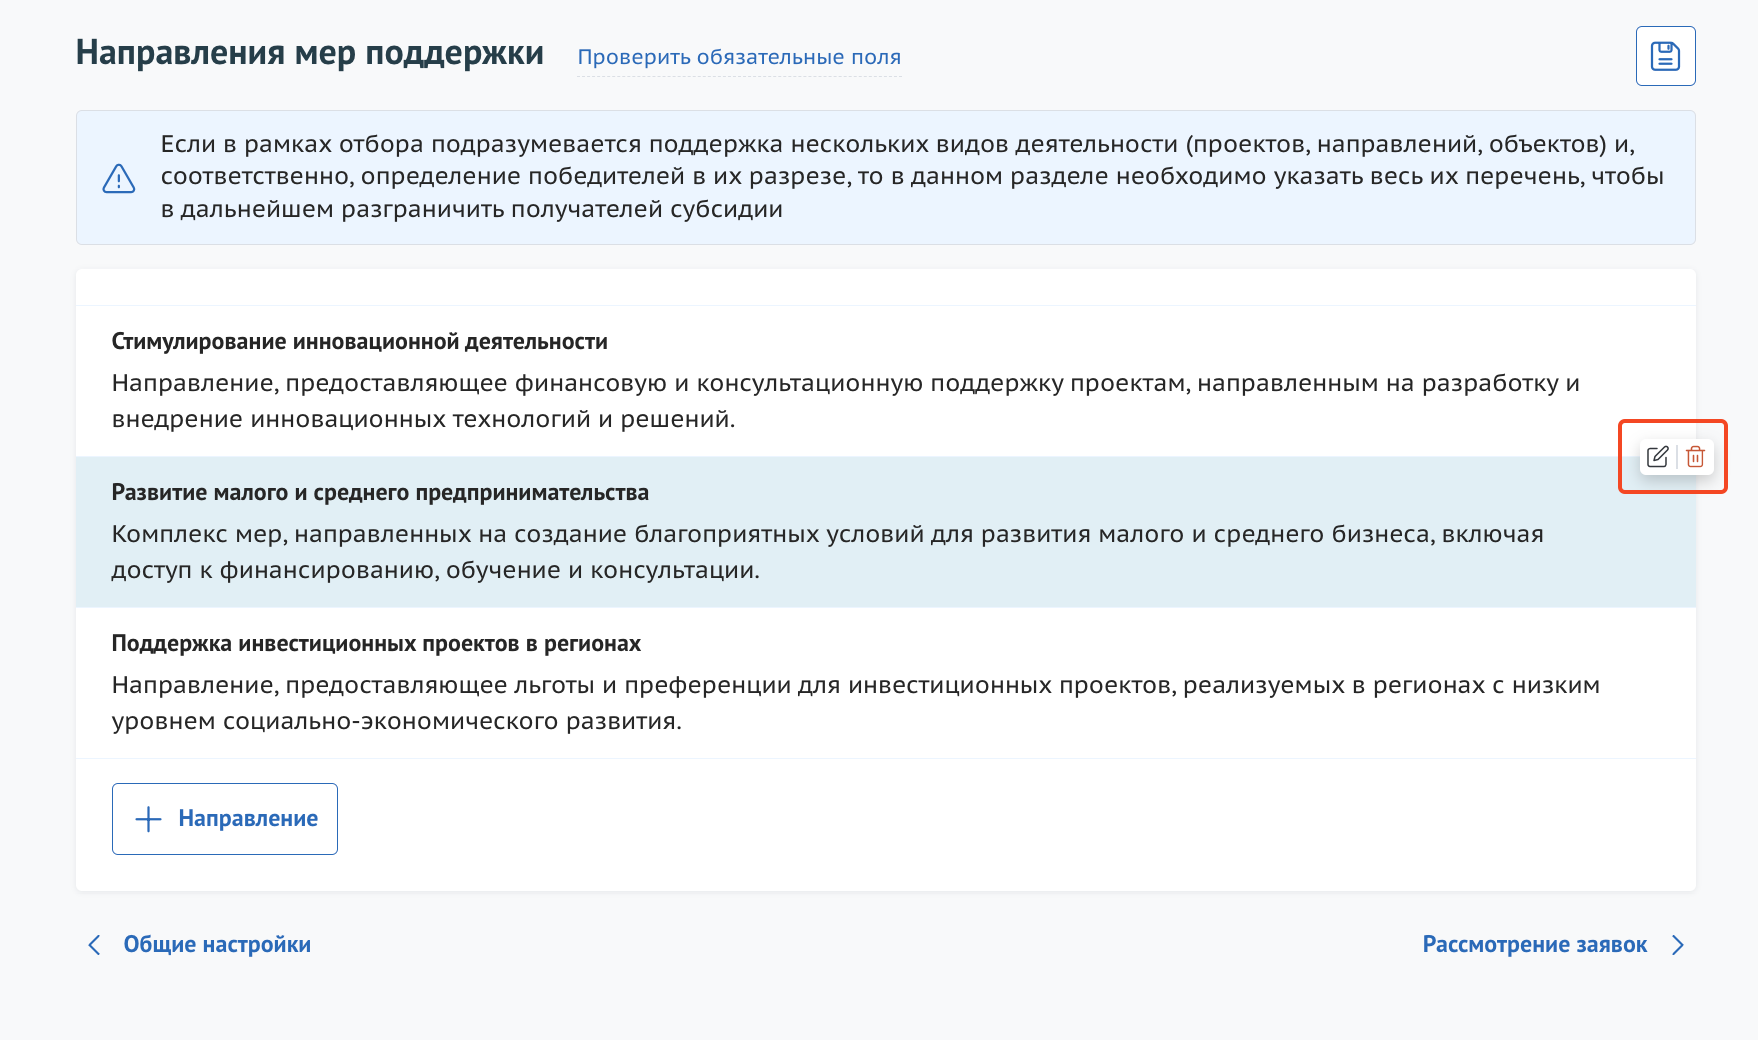 Направления мер поддержки
Проверить обязательные поля
Если в рамках отбора подразумевается поддержка нескольких видов деятельности (проектов, направлений, объектов) и,
соответственно, определение победителей в их разрезе, то в данном разделе необходимо указать весь их перечень, чтобы
в дальнейшем разграничить получателей субсидии
Стимулирование инновационной деятельности
Направление, предоставляющее финансовую и консультационную поддержку проектам, направленным на разработку и
внедрение инновационных технологий и решений.
Развитие малого и среднего предпринимательства
Комплекс мер, направленных на создание благоприятных условий для развития малого и среднего бизнеса, включая
доступ к финансированию, обучение и консультации.
Поддержка инвестиционных проектов в регионах
Направление, предоставляющее льготы и преференции для инвестиционных проектов, реализуемых в регионах с низким
уровнем социально-экономического развития.
Направление
Общие настройки
Рассмотрение заявок